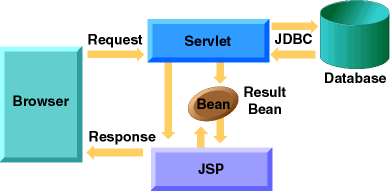 Request
Servlet
JDBC
Database
Browser
Bean
Result
Bean
Response
JSP